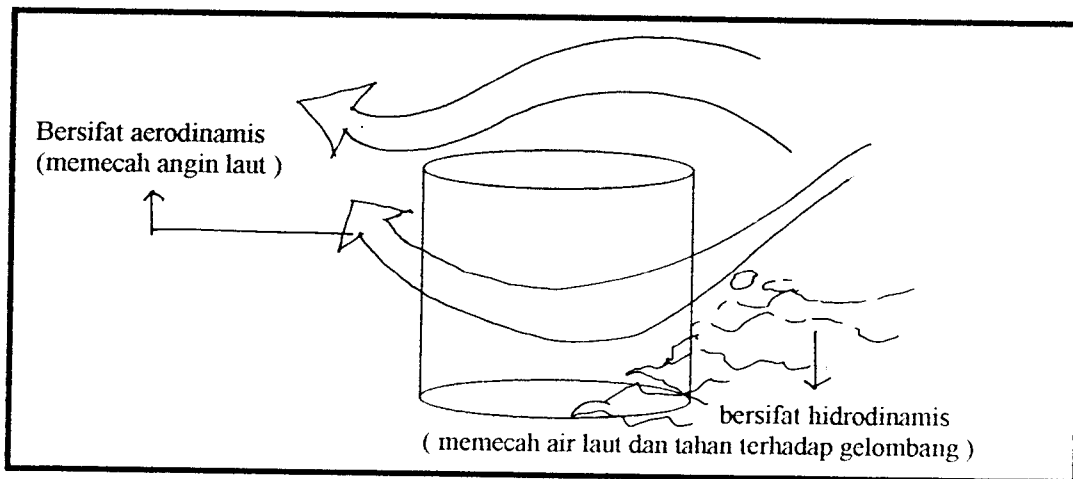 Bersifat aerodinamis
(memecah angin laut )
bersifat hidrodinamis
( memecah air laut dan tahan terhadap gelombang )